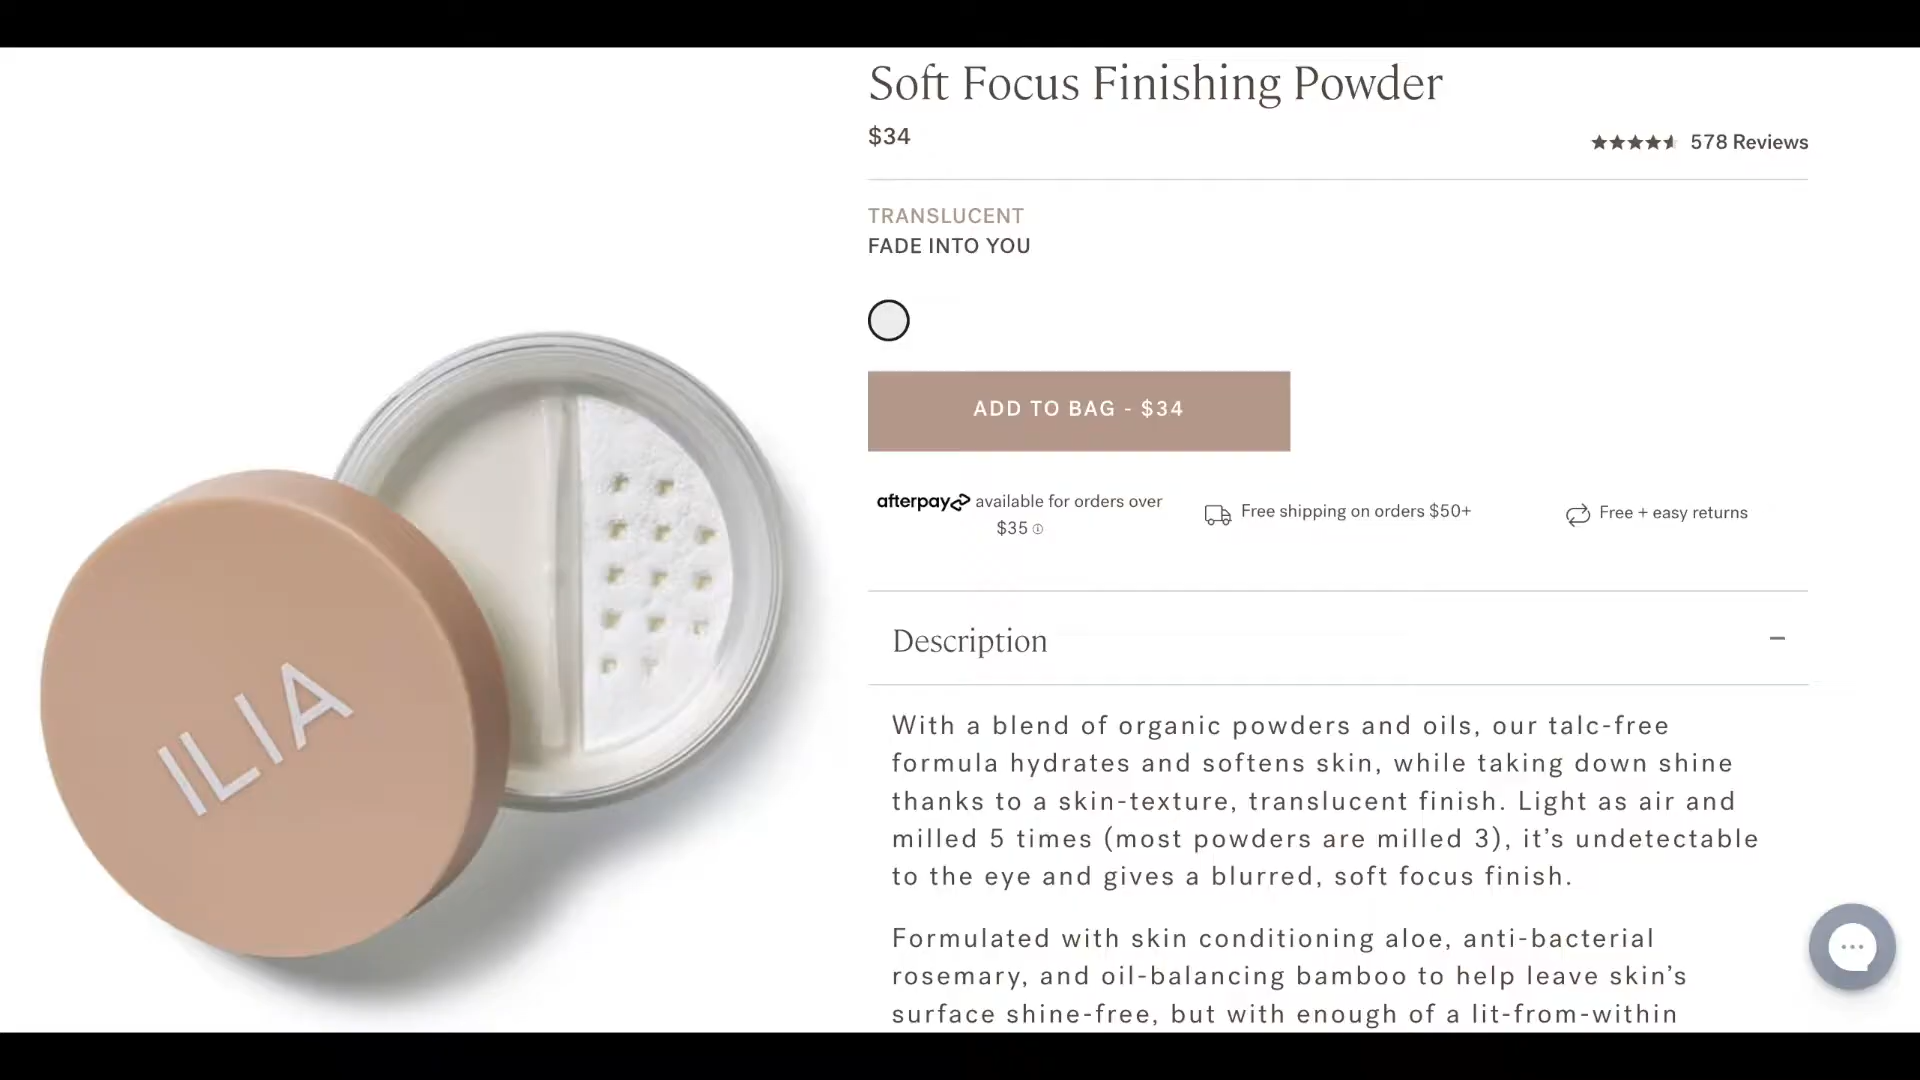 Soft Focus Finishing Powder
$34
578 Reviews
TRANSLUCENT
FADE INTO YOU
ADD TO BAG - $34
afterpay available for orders over
$35
Free shipping on orders $50+
Free + easy returns
ILIA
Description
With a blend of organic powders and oils, our talc-free
formula hydrates and softens skin, while taking down shine
thanks to a skin-texture, translucent finish. Light as air and
milled 5 times (most powders are milled 3), it’s undetectable
to the eye and gives a blurred, soft focus finish.
Formulated with skin conditioning aloe, anti-bacterial
rosemary, and oil-balancing bamboo to help leave skin’s
surface shine-free, but with enough of a lit-from-within